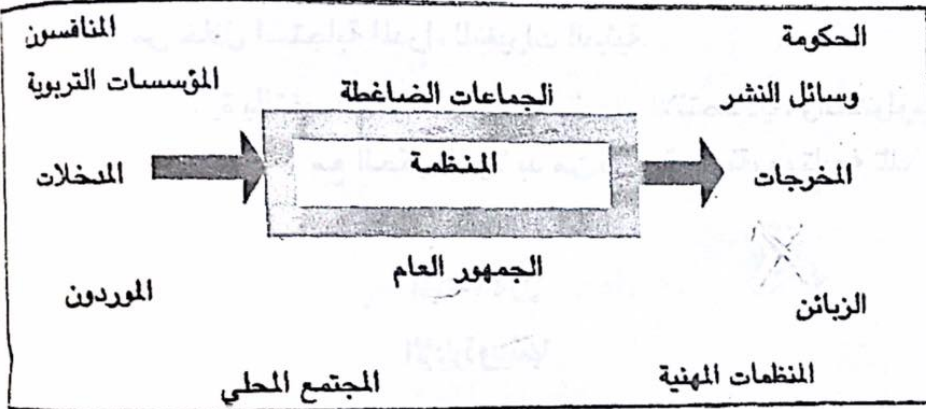 الحكومة المنافسون
وسائل النشر الجماعات الضاغطة المؤسسات التربوية
المخرجات المنظمة المدخلات
الجمهور العام
الزبائن الموردون
المنظمات المهنية المجتمع المحلي